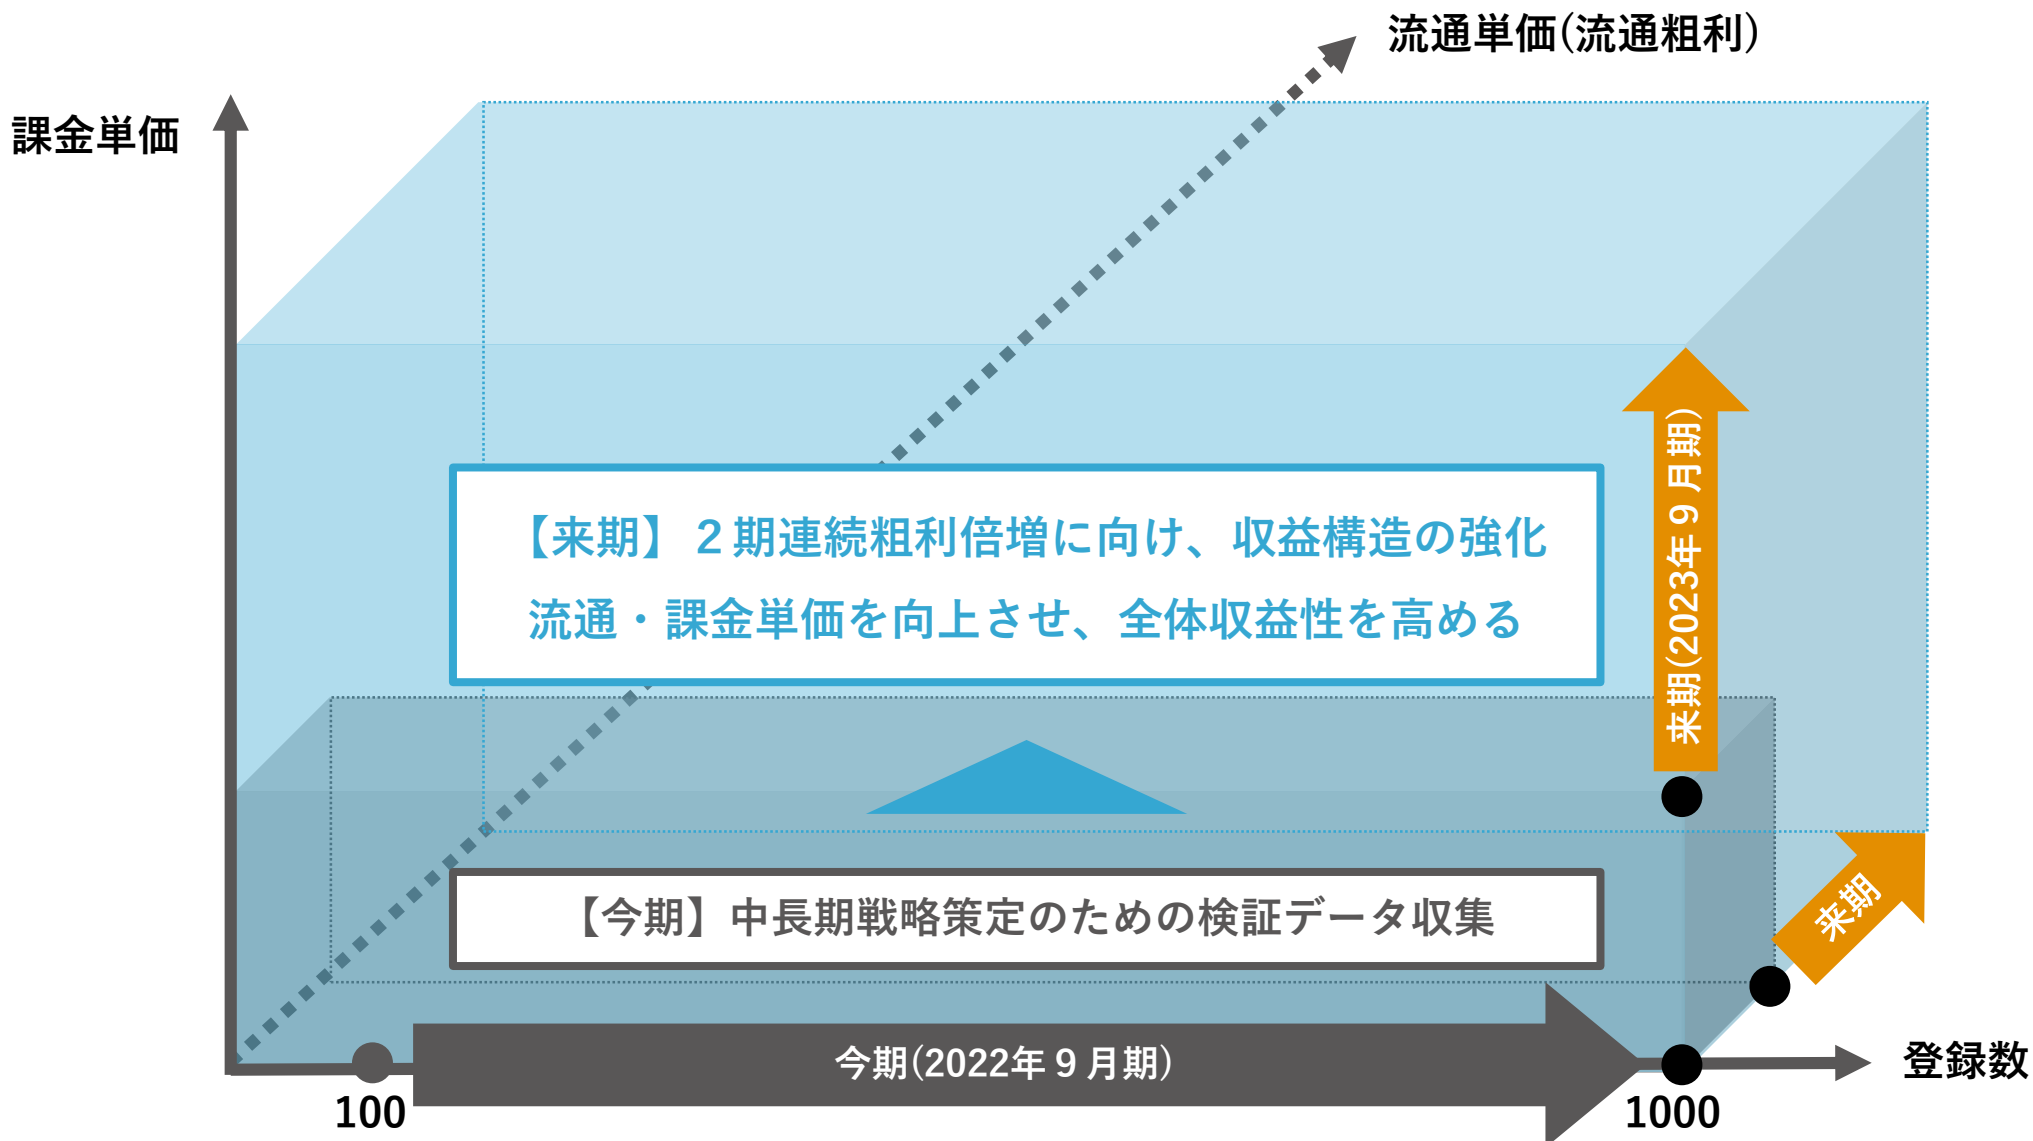 流通単価(流通粗利)
課金単価
来期(2023年９月期)
【来期】２期連続粗利倍増に向け、収益構造の強化
流通・課金単価を向上させ、全体収益性を高める
来期
【今期】中長期戦略策定のための検証データ収集
今期(2022年９月期)
登録数
100
1000